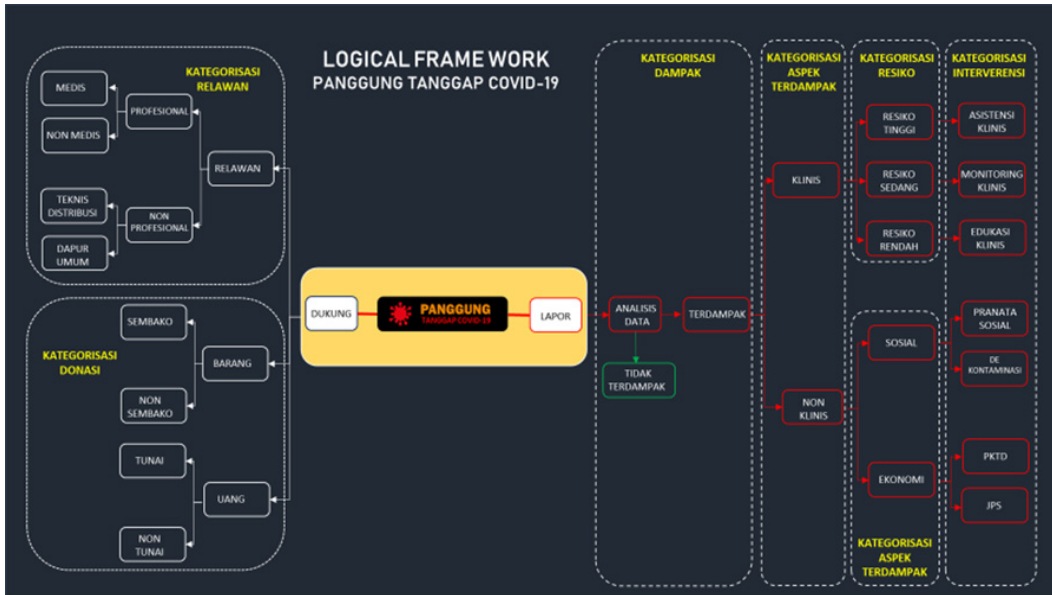 LOGICAL FRAME WORK
PANGGUNG TANGGAP COVID-19
KATEGORISASI
RELAWAN
MEDIS
NON MEDIS
PROFESIONAL
TEKNIS
DISTRIBUSI
DAPUR
UMUM
NON
PROFESIONAL
RELAWAN
KATEGORISASI
DONASI
SEMBAKO
NON
SEMBAKO
BARANG
TUNAI
NON
TUNAI
UANG
DUKUNG
PANGGUNG
TANGGAP COVID-19
LAPOR
KATEGORISASI
DAMPAK
ANALISIS
DATA
TERDAMPAK
TIDAK
TERDAMPAK
KATEGORISASI
ASPEK
TERDAMPAK
KLINIS
NON
KLINIS
KATEGORISASI
RESIKO
RESIKO
TINGGI
RESIKO
SEDANG
RESIKO
RENDAH
SOSIAL
EKONOMI
KATEGORISASI
ASPEK
TERDAMPAK
KATEGORISASI
INTERVERENSI
ASISTENSI
KLINIS
MONITORING
KLINIS
EDUKASI
KLINIS
PRANATA
SOSIAL
DE
KONTAMINASI
PKTD
JPS